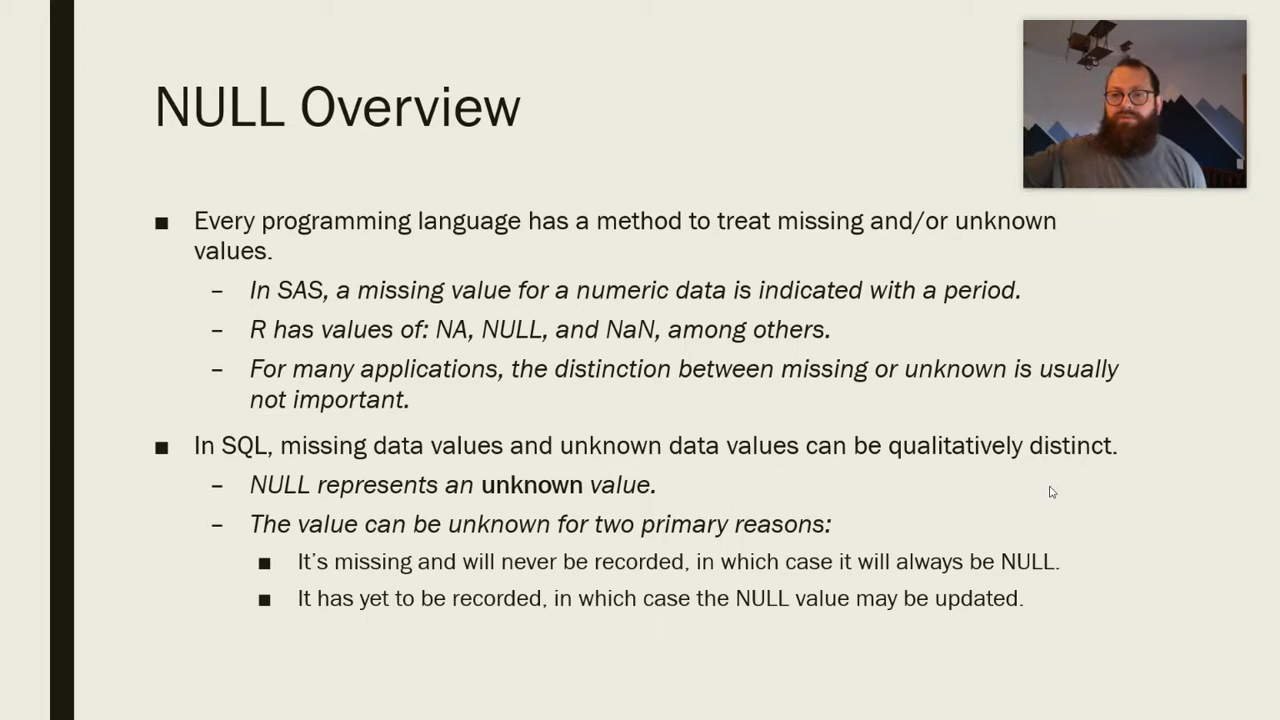 NULL Overview
■ Every programming language has a method to treat missing and/or unknown
values.
– In SAS, a missing value for a numeric data is indicated with a period.
– R has values of: NA, NULL, and NaN, among others.
– For many applications, the distinction between missing or unknown is usually
not important.
■ In SQL, missing data values and unknown data values can be qualitatively distinct.
– NULL represents an unknown value.
– The value can be unknown for two primary reasons:
■ It’s missing and will never be recorded, in which case it will always be NULL.
■ It has yet to be recorded, in which case the NULL value may be updated.